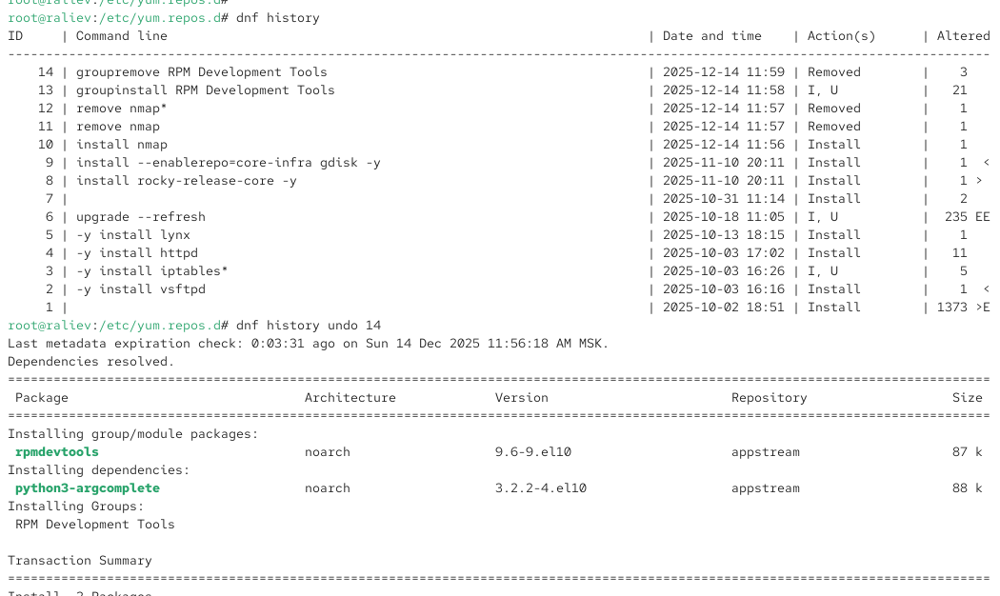 root@raliev:/etc/yum.repos.d#
root@raliev:/etc/yum.repos.d# dnf history
ID     | Command line                                                               | Date and time    | Action(s)      | Altered
--------------------------------------------------------------------------------------------------------------------------------
    14 | groupremove RPM Development Tools                                          | 2025-12-14 11:59 | Removed        |    3
    13 | groupinstall RPM Development Tools                                         | 2025-12-14 11:58 | I, U           |   21
    12 | remove nmap*                                                               | 2025-12-14 11:57 | Removed        |    1
    11 | remove nmap                                                                | 2025-12-14 11:57 | Removed        |    1
    10 | install nmap                                                               | 2025-12-14 11:56 | Install        |    1
     9 | install --enablerepo=core-infra gdisk -y                                   | 2025-11-10 20:11 | Install        |    1  <
     8 | install rocky-release-core -y                                              | 2025-11-10 20:11 | Install        |    1 >
     7 |                                                                            | 2025-10-31 11:14 | Install        |    2
     6 | upgrade --refresh                                                          | 2025-10-18 11:05 | I, U           |  235 EE
     5 | -y install lynx                                                            | 2025-10-13 18:15 | Install        |    1
     4 | -y install httpd                                                           | 2025-10-03 17:02 | Install        |   11
     3 | -y install iptables*                                                       | 2025-10-03 16:26 | I, U           |    5
     2 | -y install vsftpd                                                          | 2025-10-03 16:16 | Install        |    1  <
     1 |                                                                            | 2025-10-02 18:51 | Install        | 1373 >E
root@raliev:/etc/yum.repos.d# dnf history undo 14
Last metadata expiration check: 0:03:31 ago on Sun 14 Dec 2025 11:56:18 AM MSK.
Dependencies resolved.
================================================================================================================================
 Package                               Architecture             Version                        Repository                   Size
================================================================================================================================
Installing group/module packages:
 rpmdevtools                           noarch                   9.6-9.el10                     appstream                    87 k
Installing dependencies:
 python3-argcomplete                   noarch                   3.2.2-4.el10                   appstream                    88 k
Installing Groups:
 RPM Development Tools
Transaction Summary
================================================================================================================================
Install  2 Packages